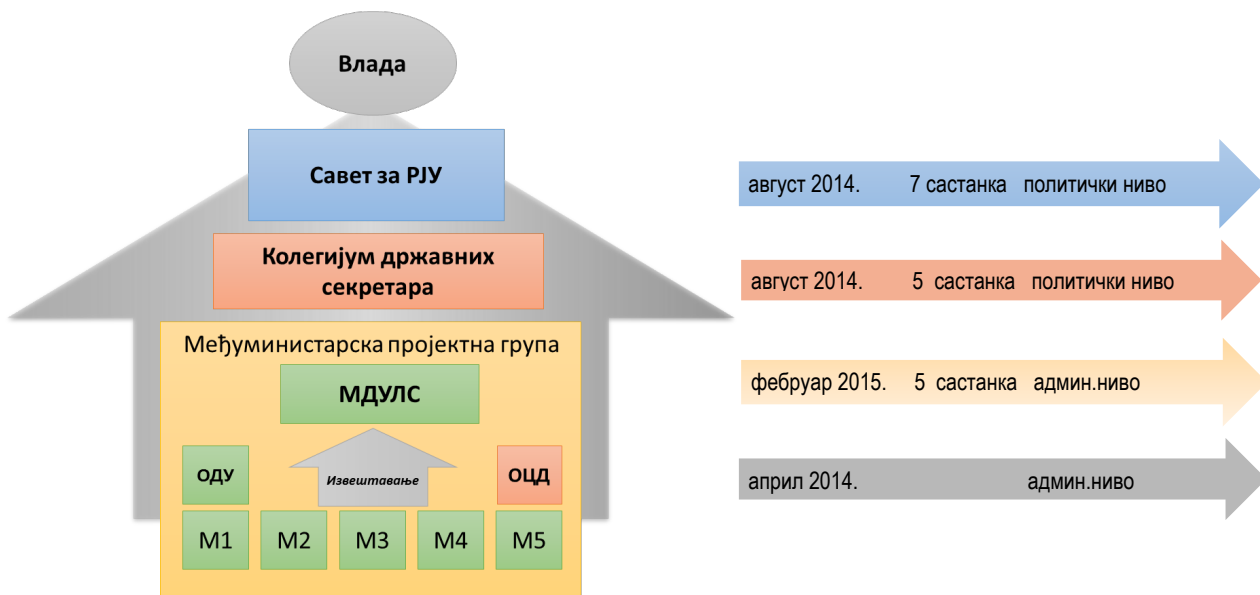 Влада
Савет за РЈУ
Колегијум државних
секретара
Међуминистарска пројектна група
МДУЛС
ОДУ
Извештавање
ОЦД
М1 М2 М3 М4 М5
август 2014. 7 састанка политички ниво
август 2014. 5 састанка политички ниво
фебруар 2015. 5 састанка админ.ниво
април 2014. админ.ниво